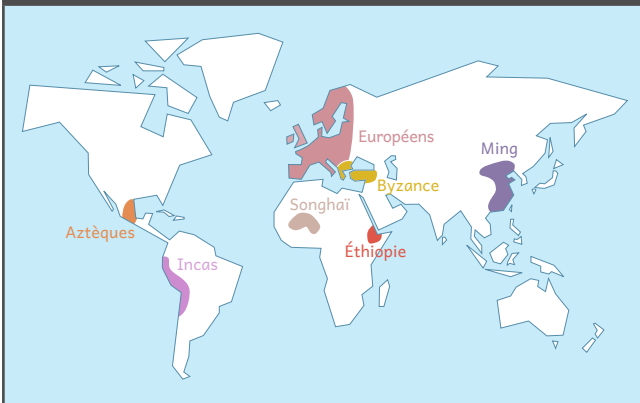 Européens
Ming
Byzance
Songhaï
Aztèques
Éthiopie
Incas